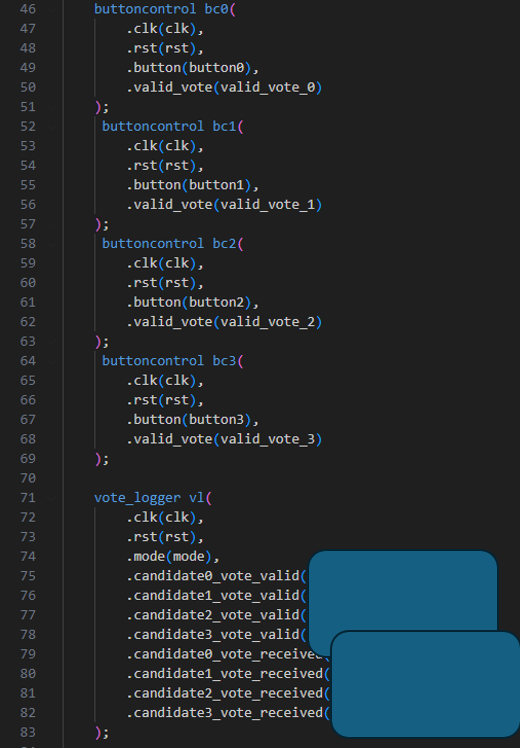 46 buttoncontrol bc0(
47 .clk(clk),
48 .rst(rst),
49 .button(button0),
50 .valid_vote(valid_vote_0)
51 );
52 buttoncontrol bc1(
53 .clk(clk),
54 .rst(rst),
55 .button(button1),
56 .valid_vote(valid_vote_1)
57 );
58 buttoncontrol bc2(
59 .clk(clk),
60 .rst(rst),
61 .button(button2),
62 .valid_vote(valid_vote_2)
63 );
64 buttoncontrol bc3(
65 .clk(clk),
66 .rst(rst),
67 .button(button3),
68 .valid_vote(valid_vote_3)
69 );
70
71 vote_logger vl(
72 .clk(clk),
73 .rst(rst),
74 .mode(mode),
75 .candidate0_vote_valid(
76 .candidate1_vote_valid(
77 .candidate2_vote_valid(
78 .candidate3_vote_valid(
79 .candidate0_vote_received(
80 .candidate1_vote_received(
81 .candidate2_vote_received(
82 .candidate3_vote_received(
83 );